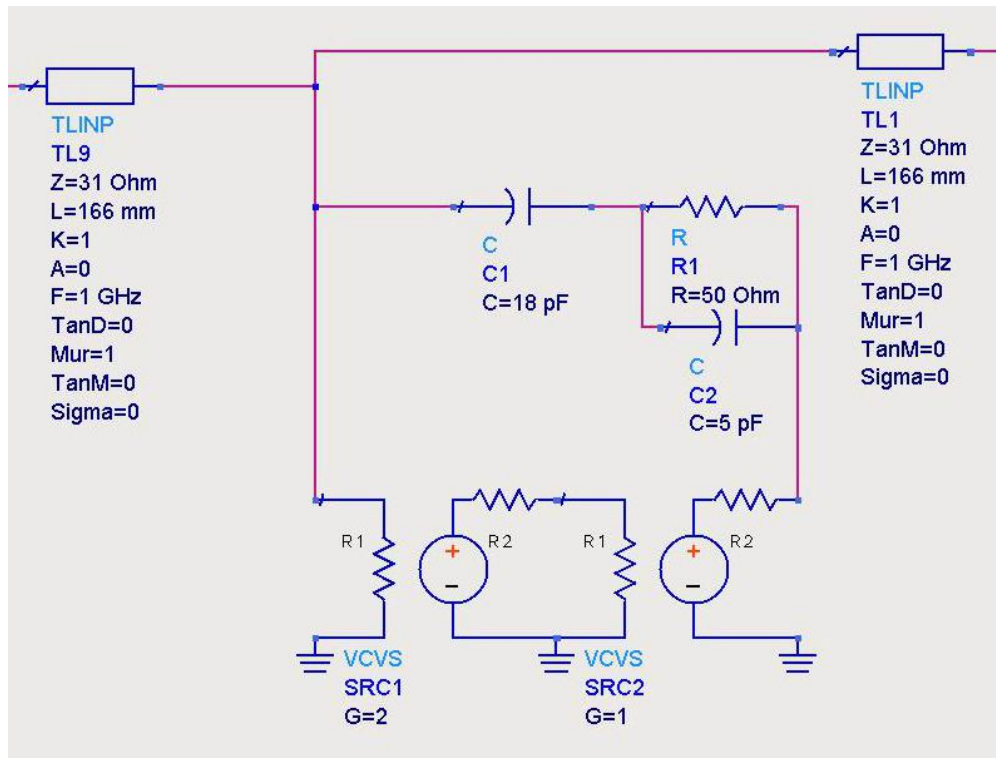 TLINP
TL9
Z=31 Ohm
L=166 mm
K=1
A=0
F=1 GHz
TanD=0
Mur=1
TanM=0
Sigma=0
TLINP
TL1
Z=31 Ohm
L=166 mm
K=1
A=0
F=1 GHz
TanD=0
Mur=1
TanM=0
Sigma=0
C
C1
C=18 pF
R
R1
R=50 Ohm
C
C2
C=5 pF
R1
+
-
R2
R1
+
-
R2
VCVS
SRC1
G=2
VCVS
SRC2
G=1